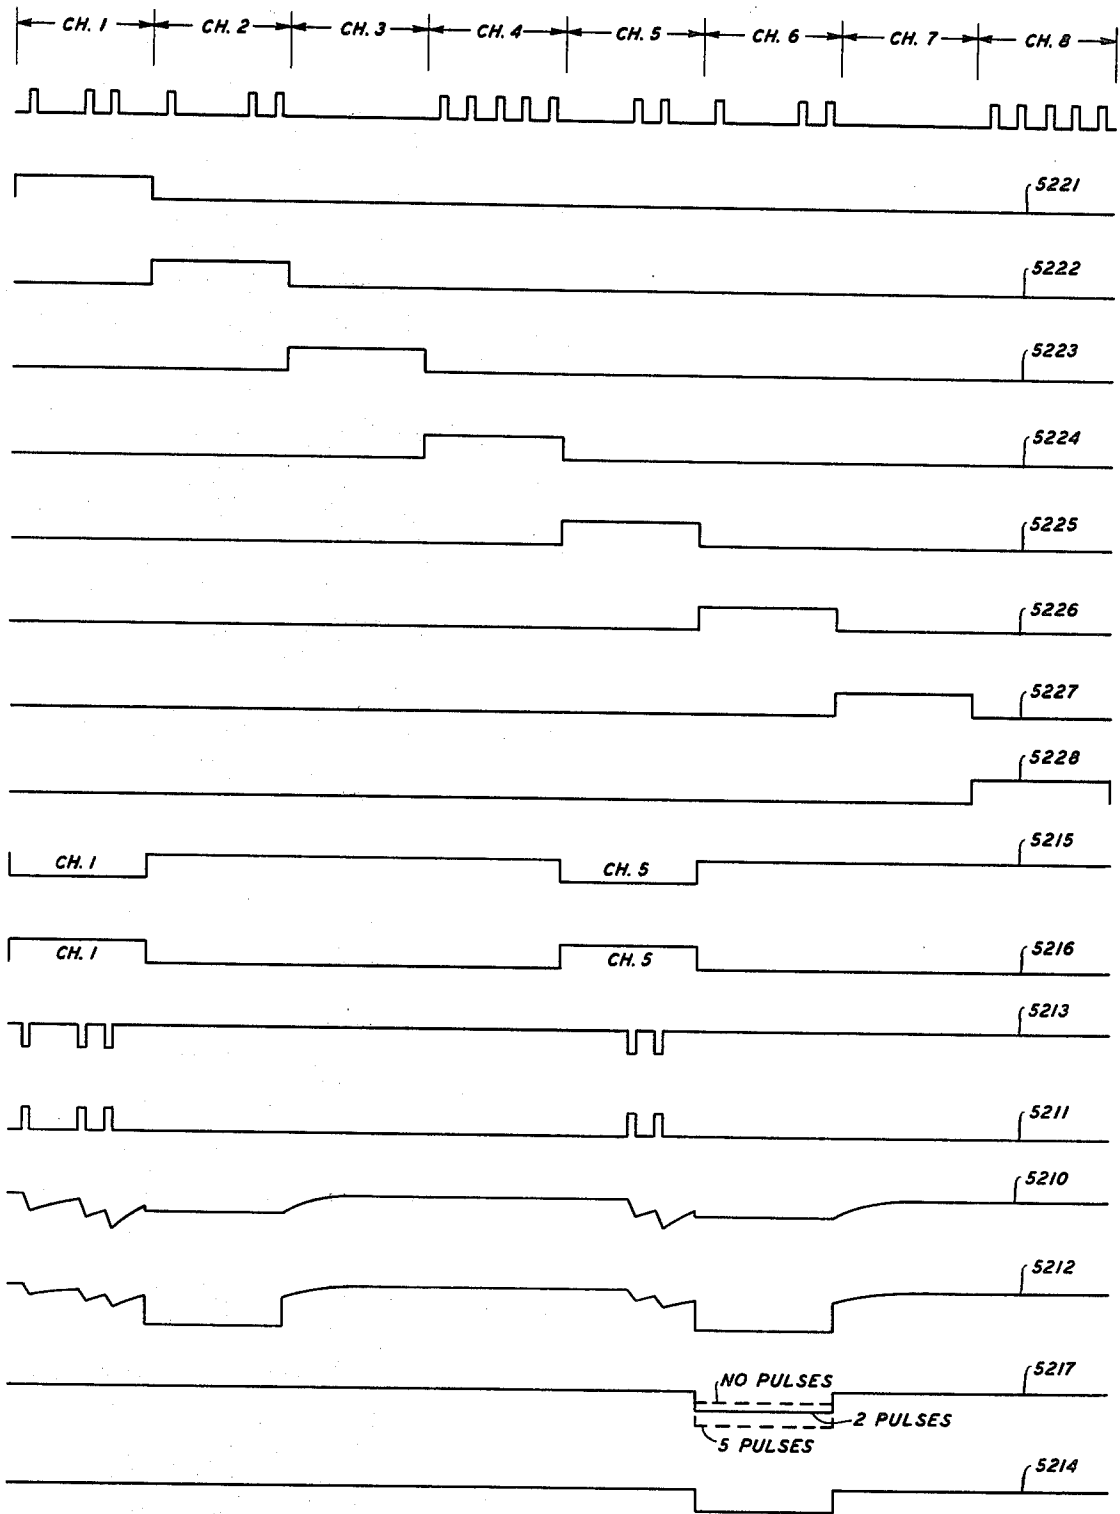 CH. 1 CH. 2 CH. 3 CH. 4 CH. 5 CH. 6 CH. 7 CH. 8
5221
5222
5223
5224
5225
5226
5227
5228
5215
CH. 1 CH. 5
5216
CH. 1 CH. 5
5213
5211
5210
5212
5217
NO PULSES
2 PULSES
5 PULSES
5214